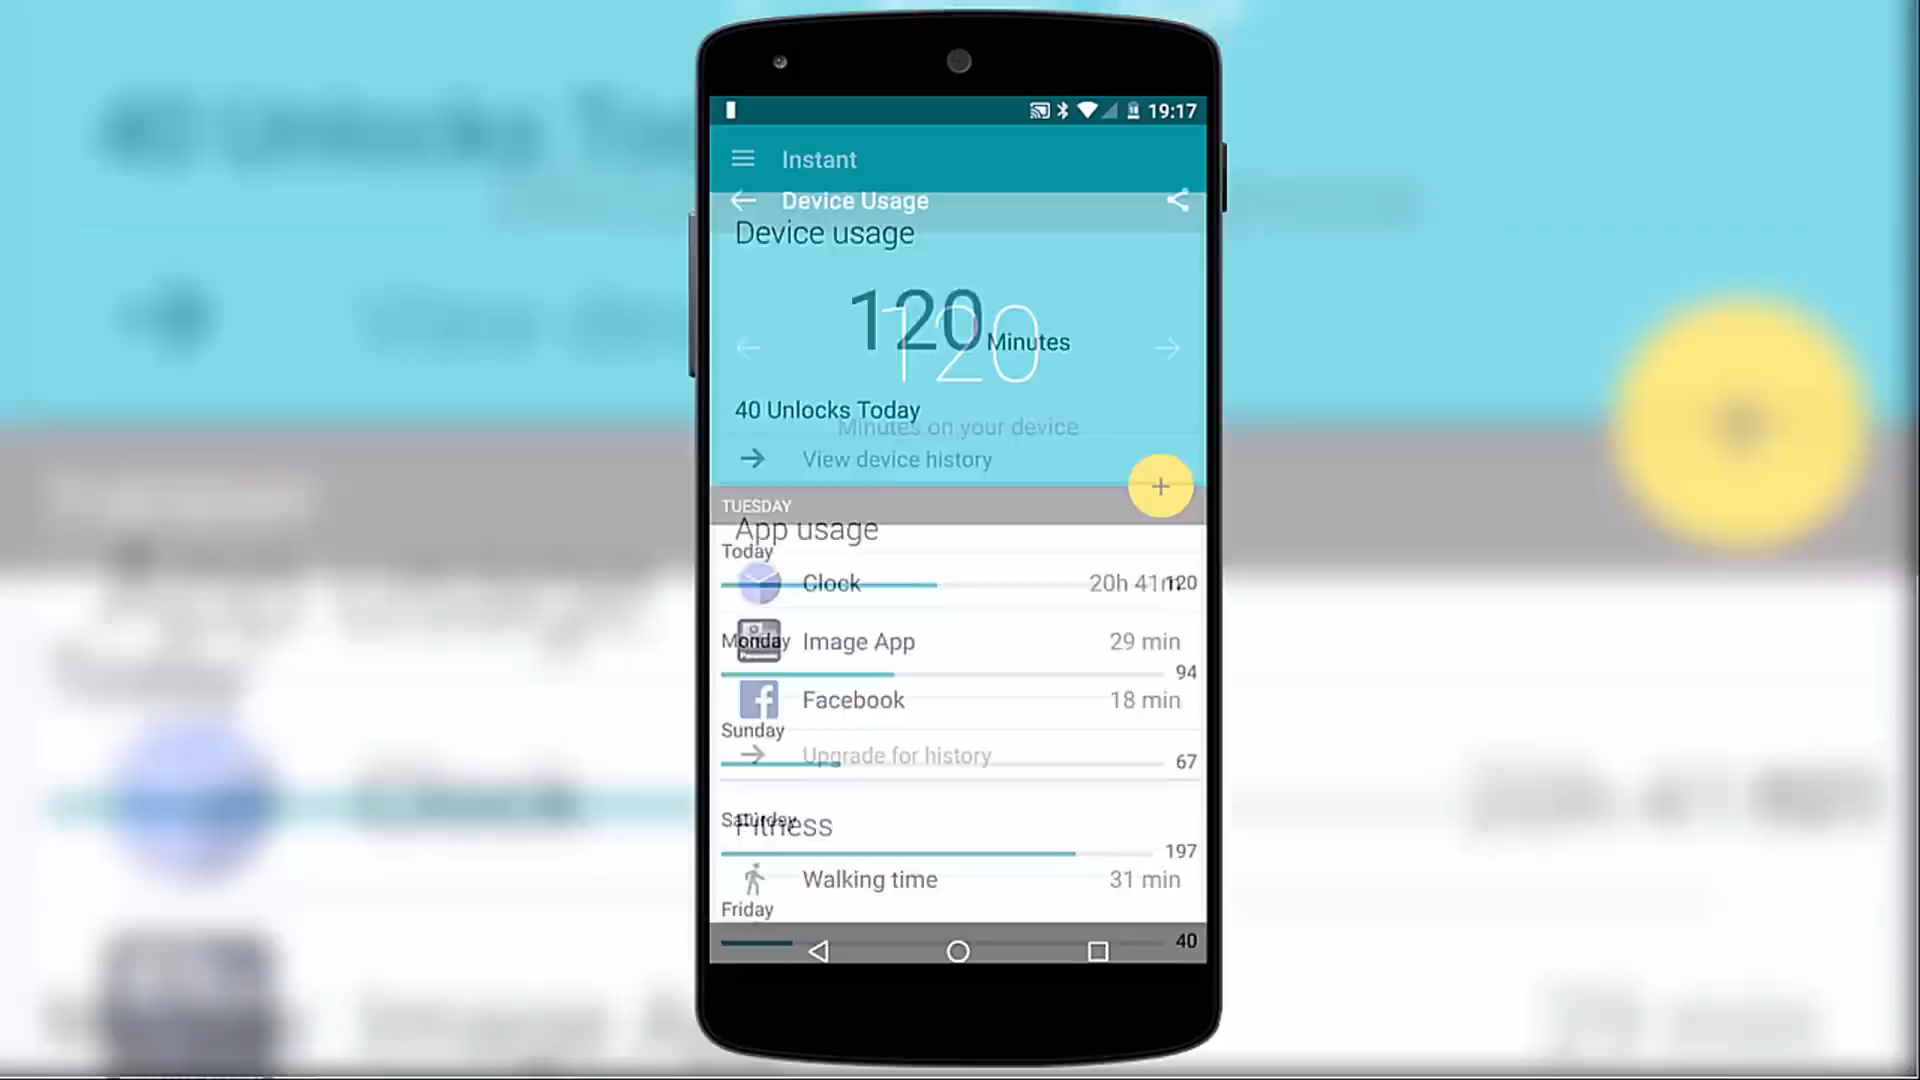 19:17
Instant
Device Usage
Device usage
120 Minutes
120
40 Unlocks Today
Minutes on your device
View device history
TUESDAY
App usage
Today
Clock 20h 41m 120
Monday
Image App 29 min
94
Facebook 18 min
Sunday
Upgrade for history
67
Saturday
Fitness
197
Walking time 31 min
Friday
40